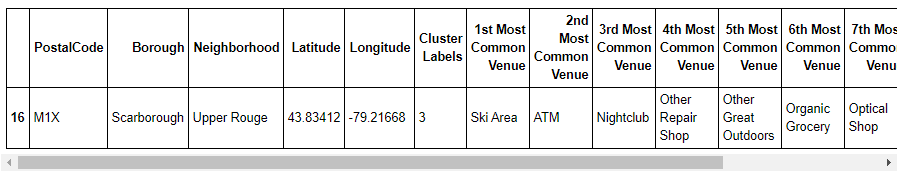 PostalCode Borough Neighborhood Latitude Longitude Cluster Labels 1st Most Common Venue 2nd Most Common Venue 3rd Most Common Venue 4th Most Common Venue 5th Most Common Venue 6th Most Common Venue 7th Mos Commo Venu
16 M1X Scarborough Upper Rouge 43.83412 -79.21668 3 Ski Area ATM Nightclub Other Repair Shop Other Great Outdoors Organic Grocery Optical Shop